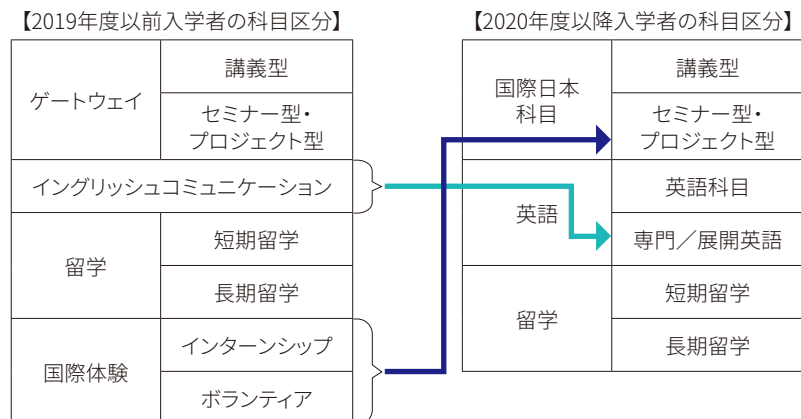 【2019年度以前入学者の科目区分】
ゲートウェイ
講義型
セミナー型・
プロジェクト型
イングリッシュコミュニケーション
留学
短期留学
長期留学
国際体験
インターンシップ
ボランティア
【2020年度以降入学者の科目区分】
国際日本
科目
講義型
セミナー型・
プロジェクト型
英語
英語科目
専門／展開英語
留学
短期留学
長期留学